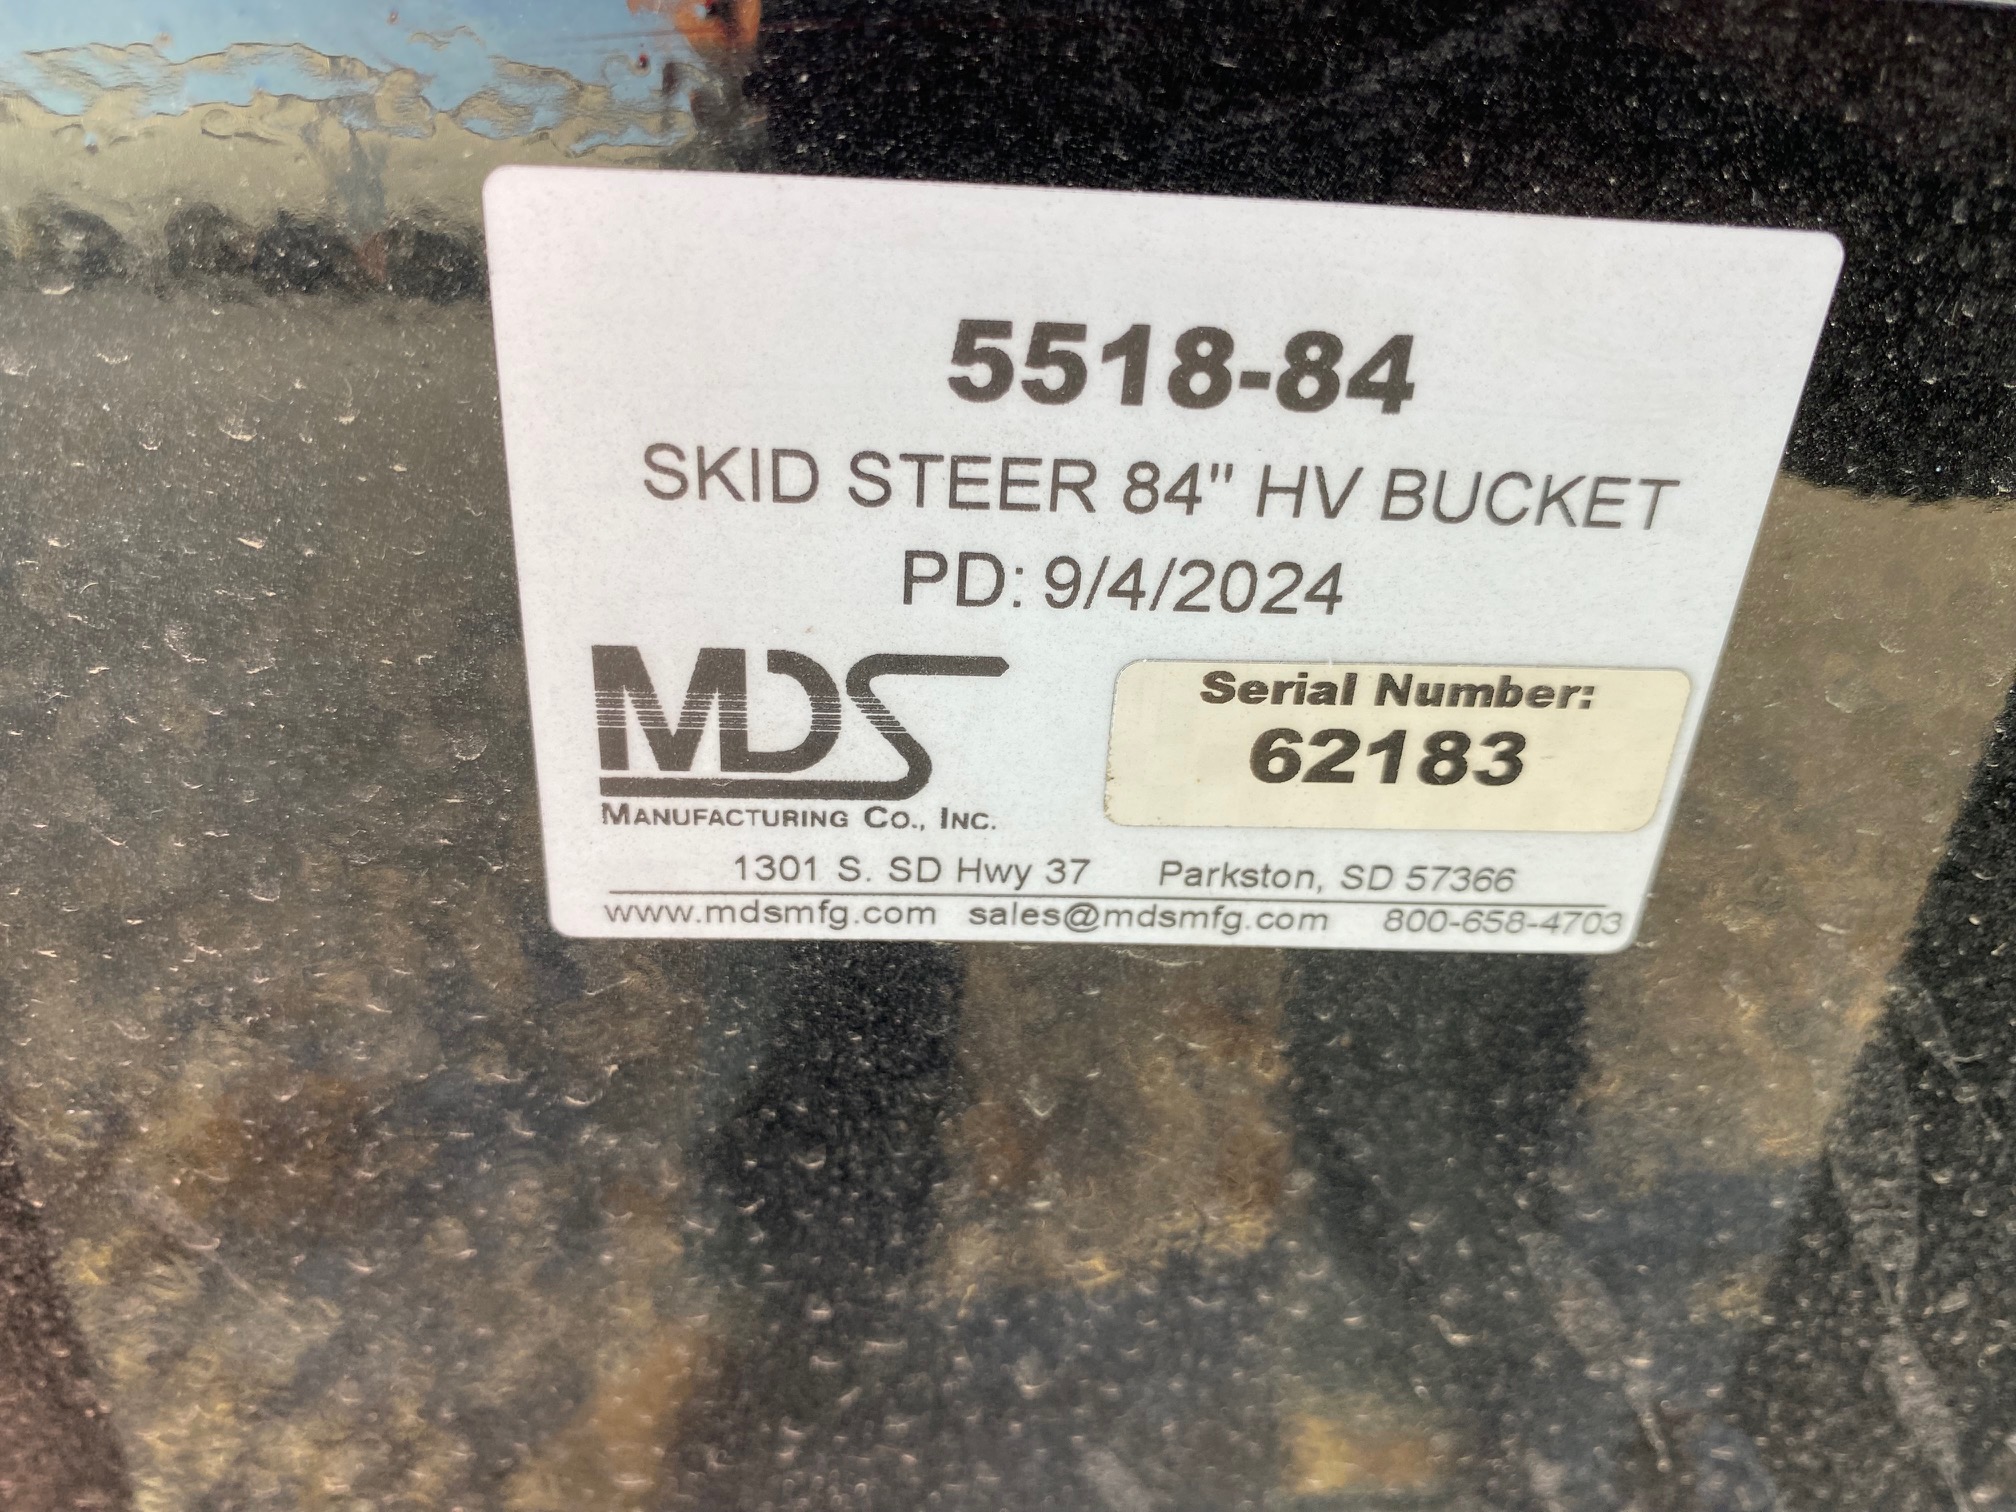 5518-84
SKID STEER 84" HV BUCKET
PD: 9/4/2024
MDS
MANUFACTURING CO., INC.
Serial Number:
62183
1301 S. SD Hwy 37 Parkston, SD 57366
www.mdsmfg.com sales@mdsmfg.com 800-658-4703